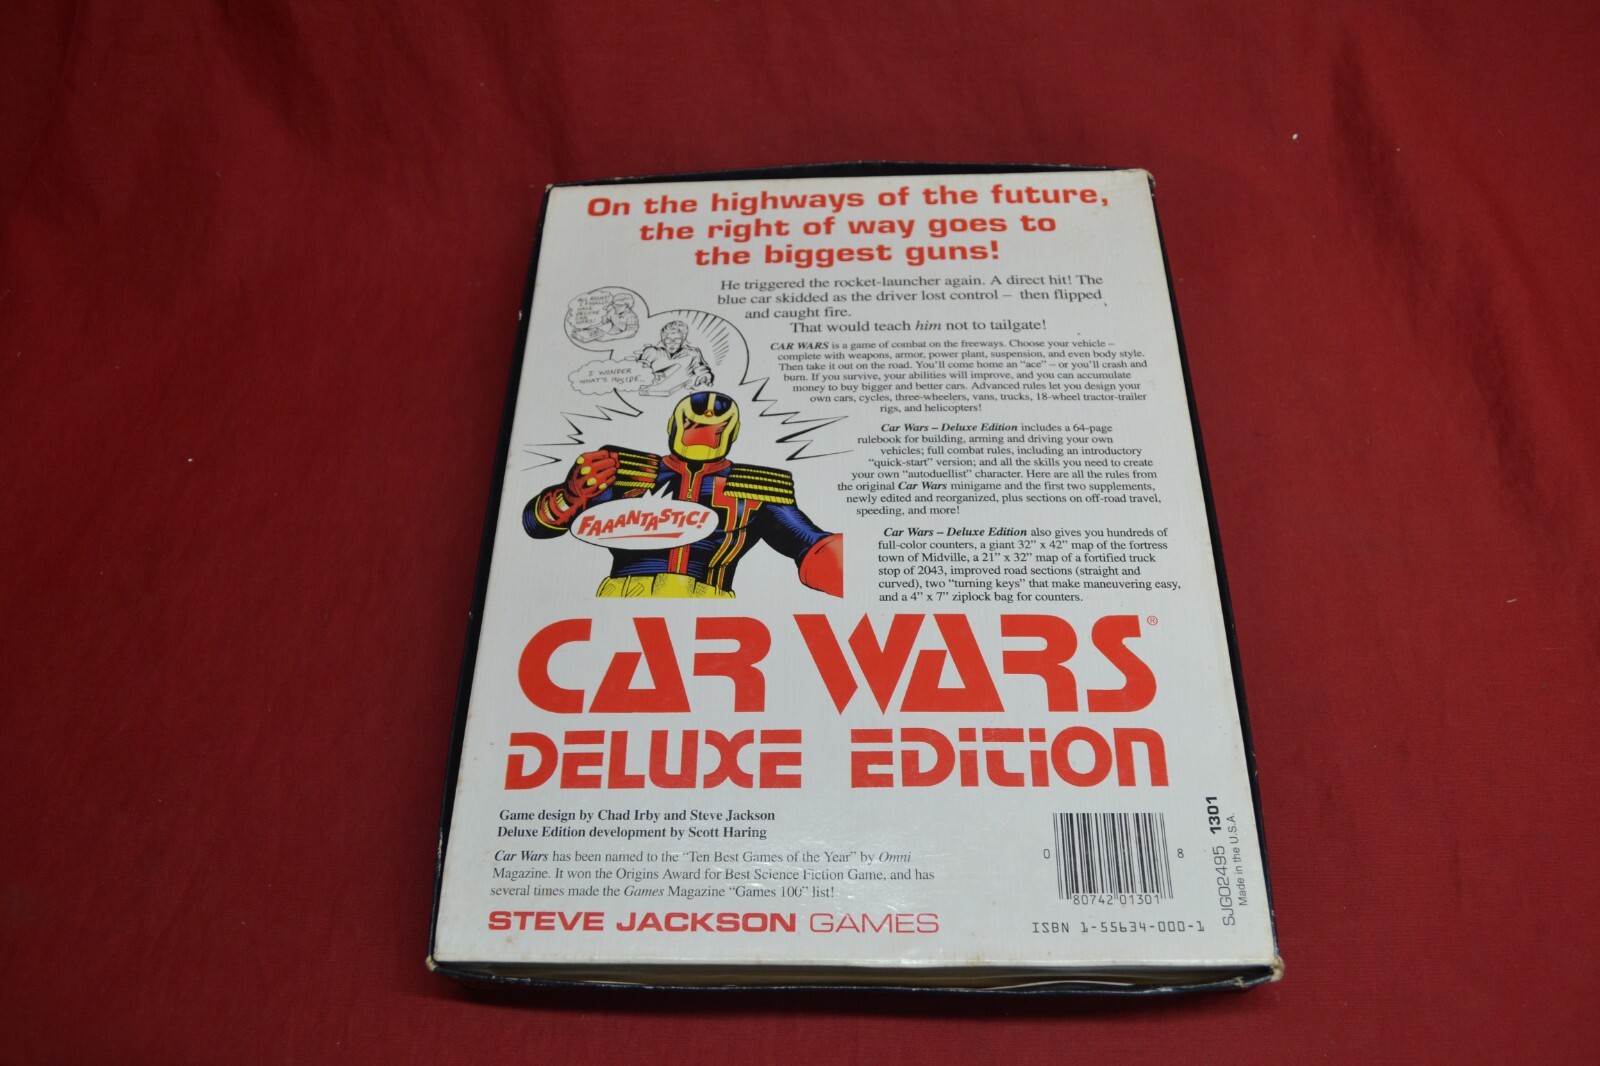 On the highways of the future,
the right of way goes to
the biggest guns!
He triggered the rocket-launcher again. A direct hit! The
blue car skidded as the driver lost control – then flipped
and caught fire.
That would teach him not to tailgate!
ALL RIGHT!
I FINALLY
HAVE
DELUXE
CAR
WARS!
I WONDER
WHAT'S INSIDE...
FAAANTASTIC!
CAR WARS is a game of combat on the freeways. Choose your vehicle –
complete with weapons, armor, power plant, suspension, and even body style.
Then take it out on the road. You'll come home an "ace" – or you'll crash and
burn. If you survive, your abilities will improve, and you can accumulate
money to buy bigger and better cars. Advanced rules let you design your
own cars, cycles, three-wheelers, vans, trucks, 18-wheel tractor-trailer
rigs, and helicopters!
Car Wars – Deluxe Edition includes a 64-page
rulebook for building, arming and driving your own
vehicles; full combat rules, including an introductory
"quick-start" version; and all the skills you need to create
your own "autoduellist" character. Here are all the rules from
the original Car Wars minigame and the first two supplements,
newly edited and reorganized, plus sections on off-road travel,
speeding, and more!
Car Wars – Deluxe Edition also gives you hundreds of
full-color counters, a giant 32" x 42" map of the fortress
town of Midville, a 21" x 32" map of a fortified truck
stop of 2043, improved road sections (straight and
curved), two "turning keys" that make maneuvering easy,
and a 4" x 7" ziplock bag for counters.
CAR WARS®
DELUXE EDITION
Game design by Chad Irby and Steve Jackson
Deluxe Edition development by Scott Haring
Car Wars has been named to the "Ten Best Games of the Year" by Omni
Magazine. It won the Origins Award for Best Science Fiction Game, and has
several times made the Games Magazine "Games 100" list!
STEVE JACKSON GAMES
0 80742 01301 8
ISBN 1-55634-000-1
SJG02495 1301
Made in the U.S.A.